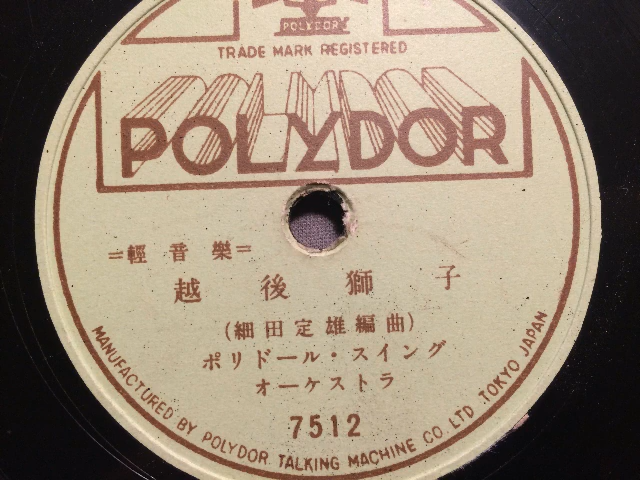 POLYDOR
TRADE MARK REGISTERED
POLYDOR
=輕音樂=
越後獅子
(細田定雄編曲)
ポリドール・スイング
オーケストラ
7512
MANUFACTURED BY POLYDOR TALKING MACHINE CO. LTD. TOKYO JAPAN